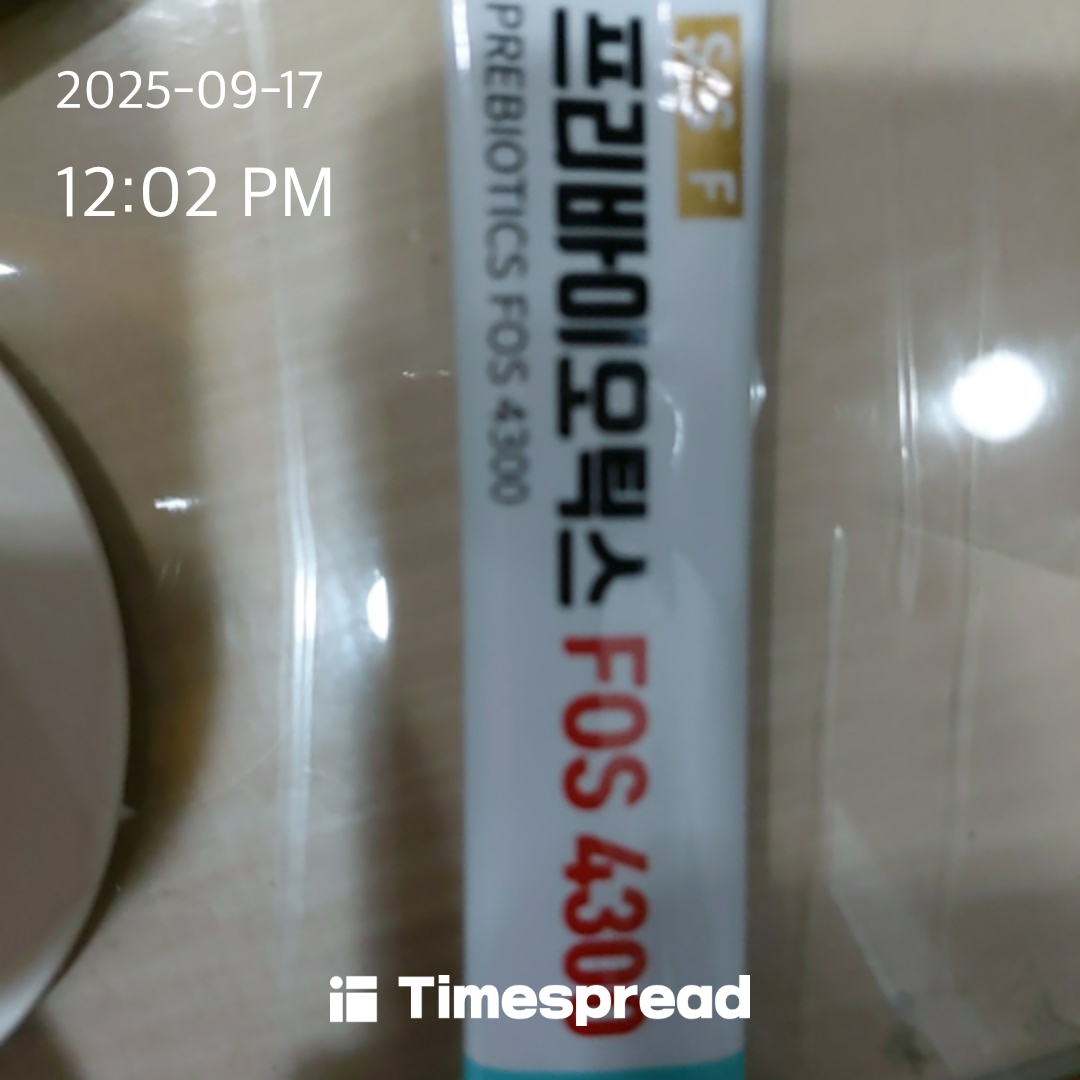 2025-09-17
12:02 PM
프리바이오틱스 FOS 4300
PREBIOTICS FOS 4300
Timespread